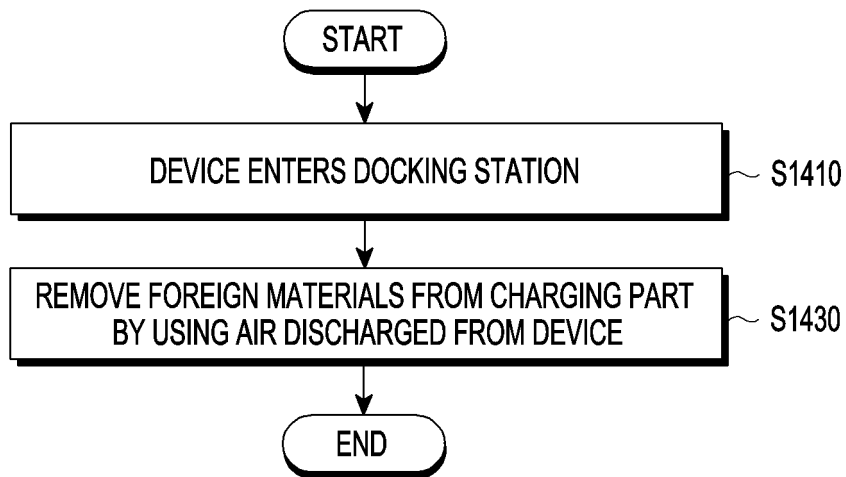 START
DEVICE ENTERS DOCKING STATION
S1410
REMOVE FOREIGN MATERIALS FROM CHARGING PART
BY USING AIR DISCHARGED FROM DEVICE
S1430
END